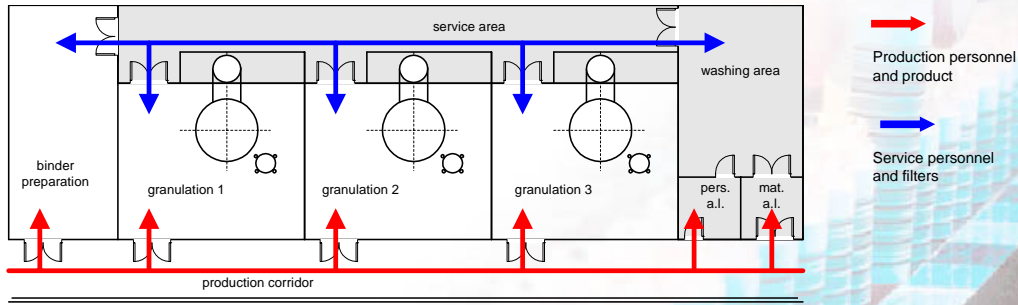 service area
washing area
binder
preparation
granulation 1
granulation 2
granulation 3
pers.
a.l.
mat.
a.l.
production corridor
Production personnel
and product
Service personnel
and filters